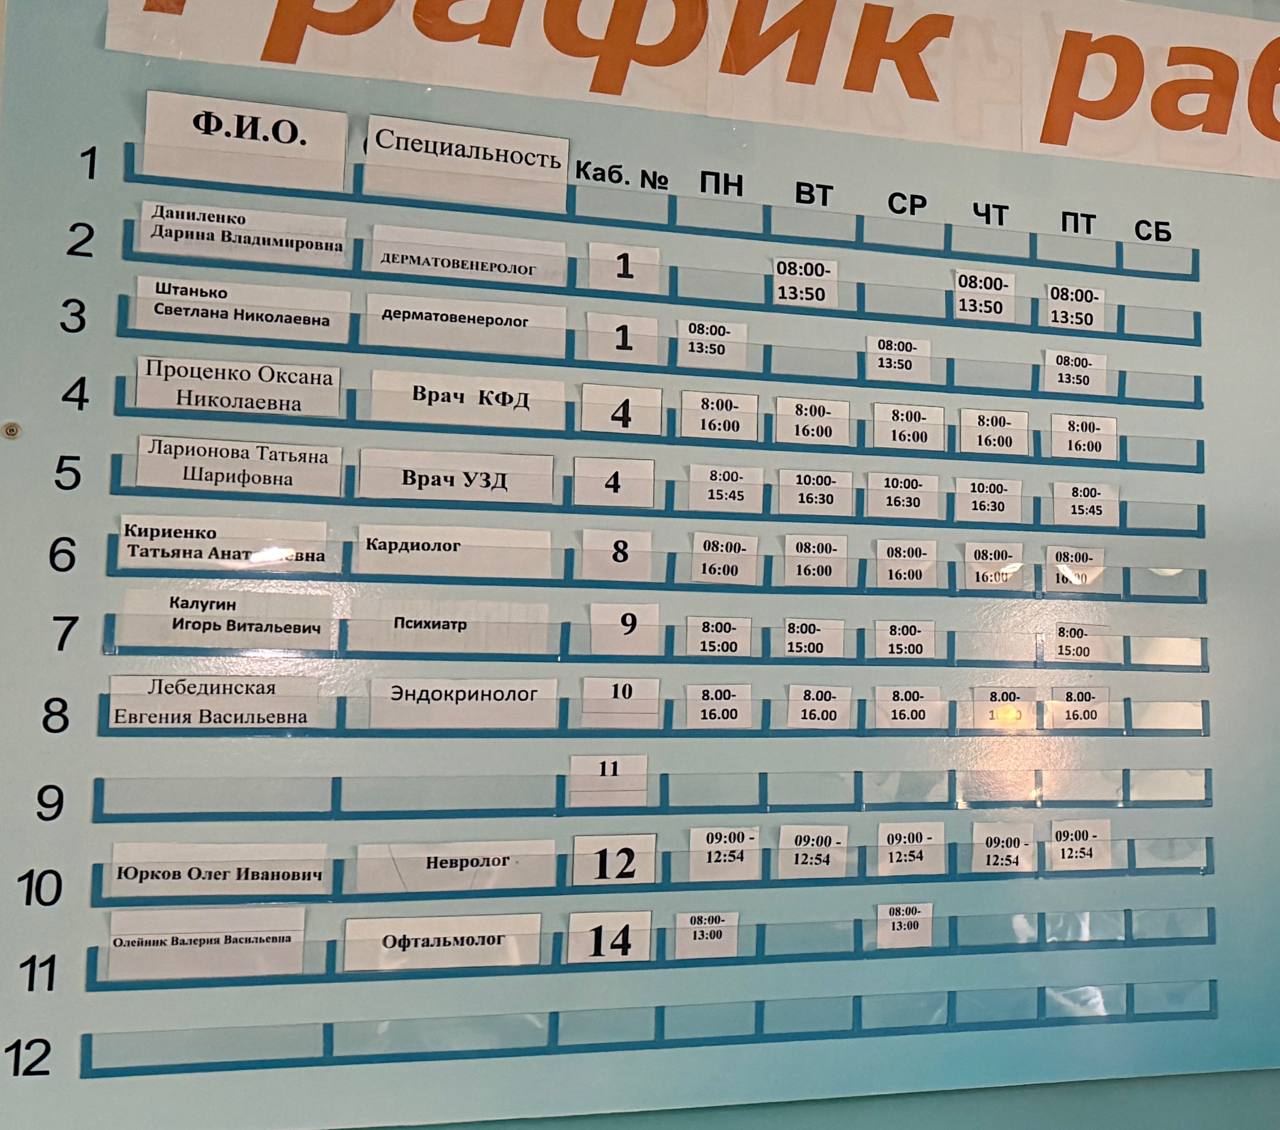 график раб
1 Ф.И.О. Специальность Каб. № ПН ВТ СР ЧТ ПТ СБ
2 Даниленко
Дарина Владимировна ДЕРМАТОВЕНЕРОЛОГ 1 08:00-13:50 08:00-13:50 08:00-13:50
3 Штанько
Светлана Николаевна дерматовенеролог 1 08:00-13:50 08:00-13:50 08:00-13:50
4 Проценко Оксана
Николаевна Врач КФД 4 8:00-16:00 8:00-16:00 8:00-16:00 8:00-16:00 8:00-16:00
5 Ларионова Татьяна
Шарифовна Врач УЗД 4 8:00-15:45 10:00-16:30 10:00-16:30 10:00-16:30 8:00-15:45
6 Кириенко
Татьяна Кардиолог 8 08:00-16:00 08:00-16:00 08:00-16:00 08:00-16:00 08:00-
7 Калугин
Игорь Витальевич Психиатр 9 8:00-15:00 8:00-15:00 8:00-15:00 8:00-15:00
8 Лебединская
Евгения Васильевна Эндокринолог 10 8.00-16.00 8.00-16.00 8.00-16.00 8.00- 8.00-16.00
9 11
10 Юрков Олег Иванович Невролог 12 09:00 - 12:54 09:00 - 12:54 09:00 - 12:54 09:00 - 12:54 09:00 - 12:54
11 Олейник Валерия Васильевна Офтальмолог 14 08:00-13:00 08:00-13:00
12